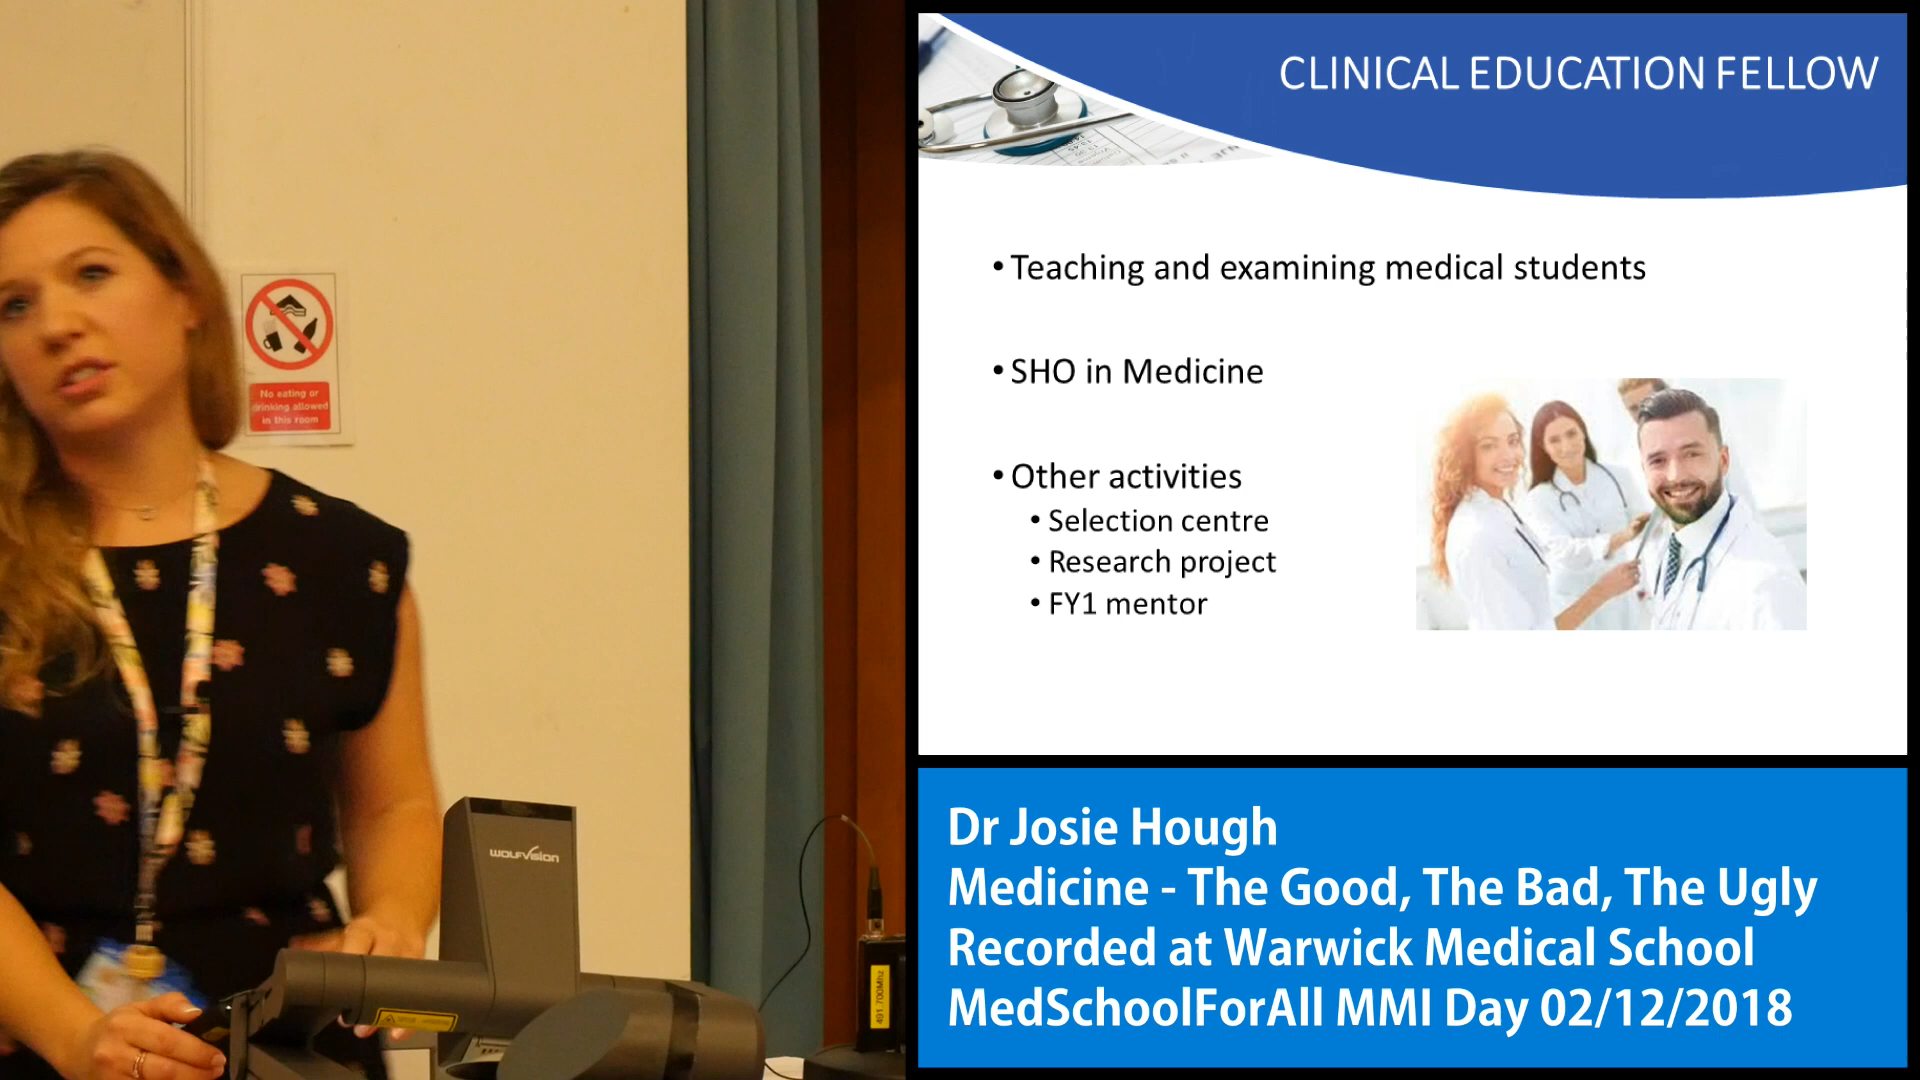 No eating or
drinking allowed
in this room
WOLFVISION
491.700Mhz
CLINICAL EDUCATION FELLOW
• Teaching and examining medical students
• SHO in Medicine
• Other activities
• Selection centre
• Research project
• FY1 mentor
Dr Josie Hough
Medicine - The Good, The Bad, The Ugly
Recorded at Warwick Medical School
MedSchoolForAll MMI Day 02/12/2018